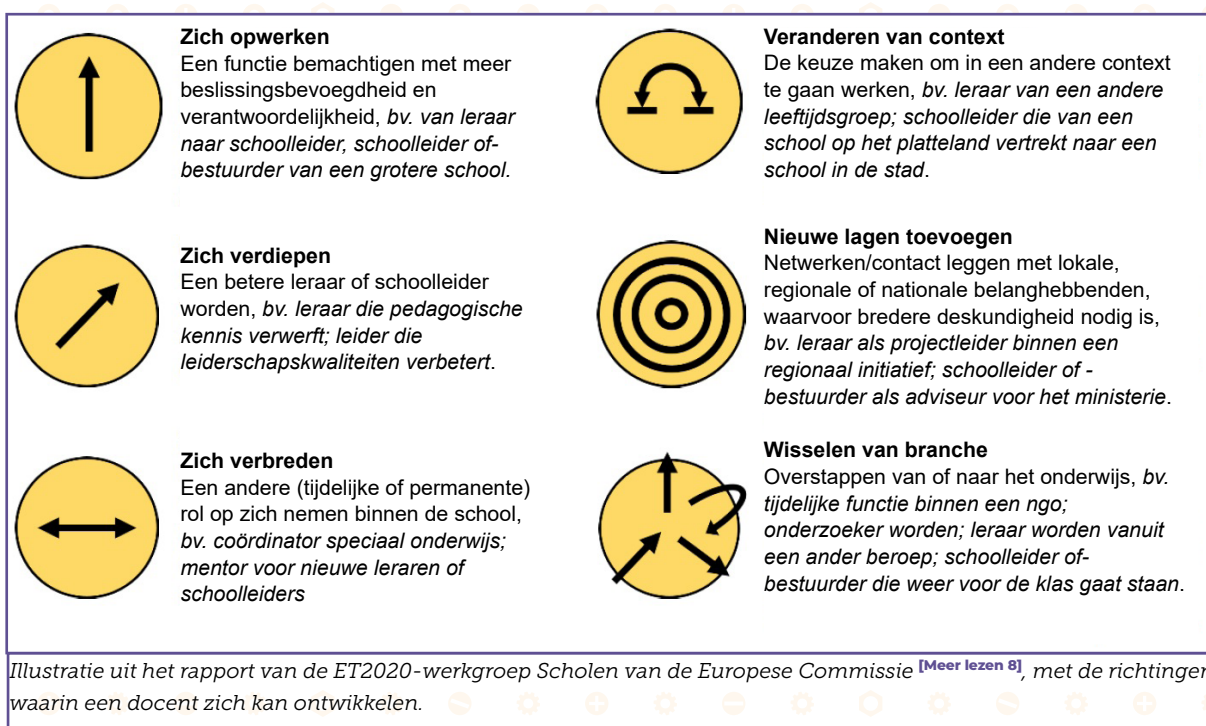 Zich opwerken
Een functie bemachtigen met meer
beslissingsbevoegdheid en
verantwoordelijkheid, bv. van leraar
naar schoolleider, schoolleider of-
bestuurder van een grotere school.
Zich verdiepen
Een betere leraar of schoolleider
worden, bv. leraar die pedagogische
kennis verwerft; leider die
leiderschapskwaliteiten verbetert.
Zich verbreden
Een andere (tijdelijke of permanente)
rol op zich nemen binnen de school,
bv. coördinator speciaal onderwijs;
mentor voor nieuwe leraren of
schoolleiders
Veranderen van context
De keuze maken om in een andere context
te gaan werken, bv. leraar van een andere
leeftijdsgroep; schoolleider die van een
school op het platteland vertrekt naar een
school in de stad.
Nieuwe lagen toevoegen
Netwerken/contact leggen met lokale,
regionale of nationale belanghebbenden,
waarvoor bredere deskundigheid nodig is,
bv. leraar als projectleider binnen een
regionaal initiatief; schoolleider of -
bestuurder als adviseur voor het ministerie.
Wisselen van branche
Overstappen van of naar het onderwijs, bv.
tijdelijke functie binnen een ngo;
onderzoeker worden; leraar worden vanuit
een ander beroep; schoolleider of-
bestuurder die weer voor de klas gaat staan.
Illustratie uit het rapport van de ET2020-werkgroep Scholen van de Europese Commissie [Meer lezen 8], met de richtingen
waarin een docent zich kan ontwikkelen.